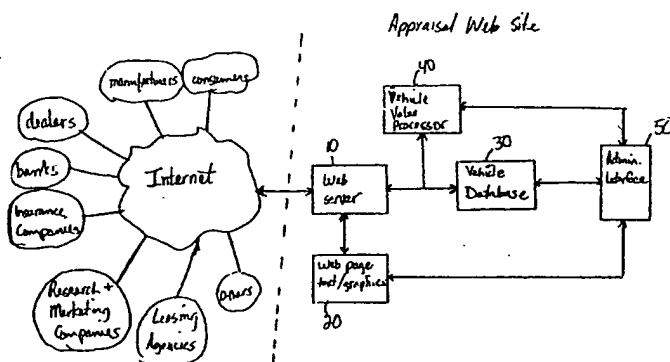 Appraisal Web Site
manufacturers
consumers
dealers
banks
Insurance
Companies
Research +
Marketing
Companies
Leasing
Agencies
others
Internet
10
Web
server
20
Web page
text/graphics
30
Vehicle
Database
40
Vehicle
Value
Processor
50
Admin.
Interface